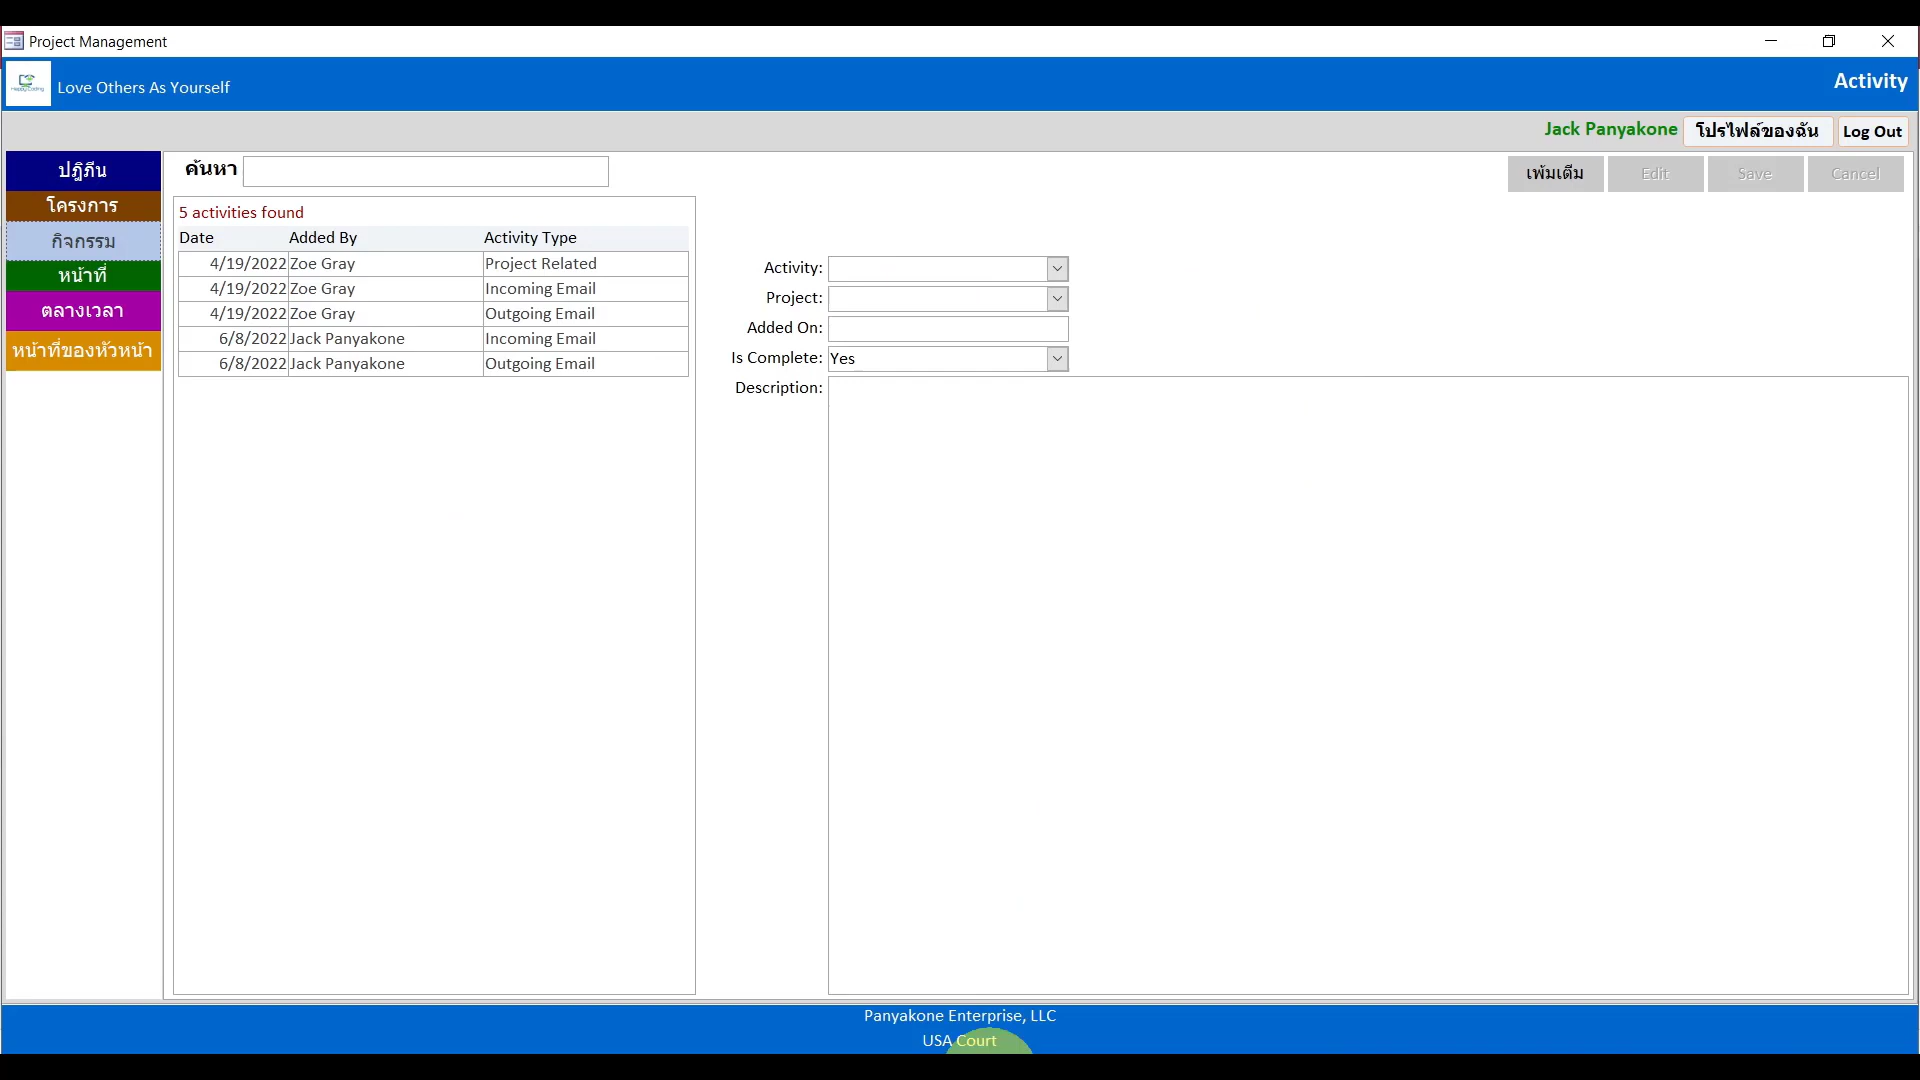 Project Management
Love Others As Yourself
Activity
Jack Panyakone
โปรไฟล์ของฉัน
Log Out
ปฎิภีน
โครงการ
กิจกรรม
หน้าที่
ตลางเวลา
หน้าที่ของหัวหน้า
ค้นหา
เพ้มเตีม
Edit
Save
Cancel
5 activities found
Date Added By Activity Type
4/19/2022 Zoe Gray Project Related
4/19/2022 Zoe Gray Incoming Email
4/19/2022 Zoe Gray Outgoing Email
6/8/2022 Jack Panyakone Incoming Email
6/8/2022 Jack Panyakone Outgoing Email
Activity:
Project:
Added On:
Is Complete: Yes
Description:
Panyakone Enterprise, LLC
USA Court